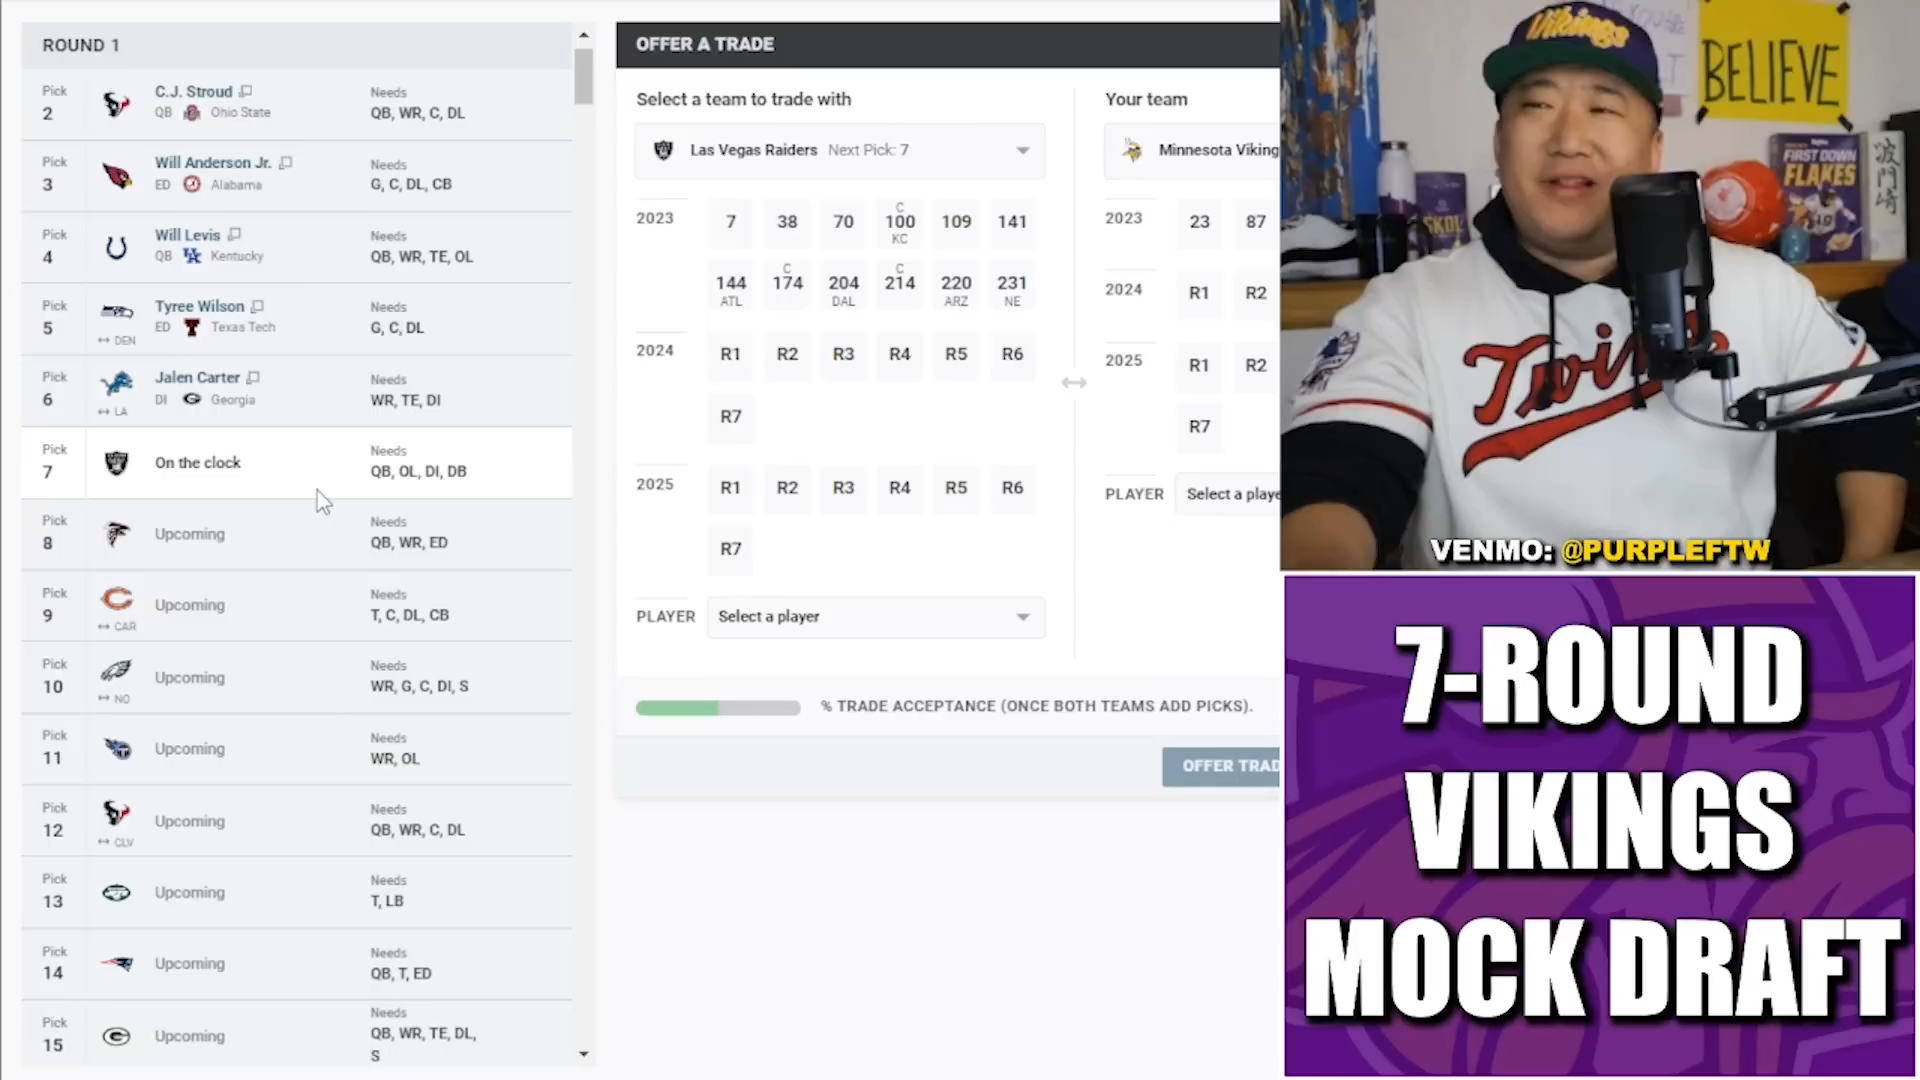 ROUND 1
Pick
2
C.J. Stroud
QB Ohio State
Needs
QB, WR, C, DL
Pick
3
Will Anderson Jr.
ED Alabama
Needs
G, C, DL, CB
Pick
4
Will Levis
QB Kentucky
Needs
QB, WR, TE, OL
Pick
5
↔ DEN
Tyree Wilson
ED Texas Tech
Needs
G, C, DL
Pick
6
↔ LA
Jalen Carter
DI Georgia
Needs
WR, TE, DI
Pick
7
On the clock
Needs
QB, OL, DI, DB
Pick
8
Upcoming
Needs
QB, WR, ED
Pick
9
↔ CAR
Upcoming
Needs
T, C, DL, CB
Pick
10
↔ NO
Upcoming
Needs
WR, G, C, DI, S
Pick
11
Upcoming
Needs
WR, OL
Pick
12
↔ CLV
Upcoming
Needs
QB, WR, C, DL
Pick
13
Upcoming
Needs
T, LB
Pick
14
Upcoming
Needs
QB, T, ED
Pick
15
Upcoming
Needs
QB, WR, TE, DL,
S
OFFER A TRADE
Select a team to trade with
Las Vegas Raiders Next Pick: 7
2023
7 38 70 C 100 KC 109 141
144 ATL C 174 204 DAL C 214 220 ARZ 231 NE
2024
R1 R2 R3 R4 R5 R6
R7
2025
R1 R2 R3 R4 R5 R6
R7
PLAYER Select a player
Your team
Minnesota Viking
2023 23 87
2024 R1 R2
2025 R1 R2
R7
PLAYER Select a playe
% TRADE ACCEPTANCE (ONCE BOTH TEAMS ADD PICKS).
OFFER TRAD
Vikings
BELIEVE
FIRST DOWN
FLAKES
SKOL
波
門
崎
Twins
VENMO: @PURPLEFTW
7-ROUND
VIKINGS
MOCK DRAFT